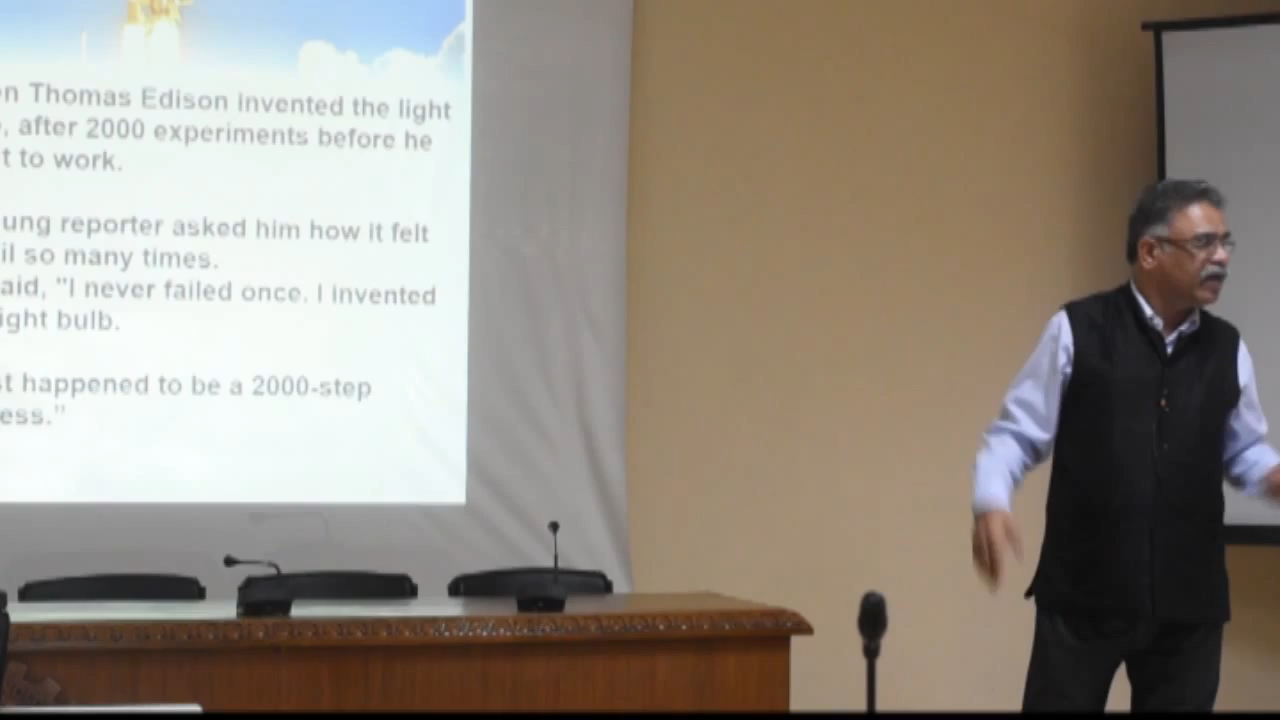 en Thomas Edison invented the light
, after 2000 experiments before he
t to work.
ung reporter asked him how it felt
il so many times.
aid, "I never failed once. I invented
ight bulb.
st happened to be a 2000-step
ess."